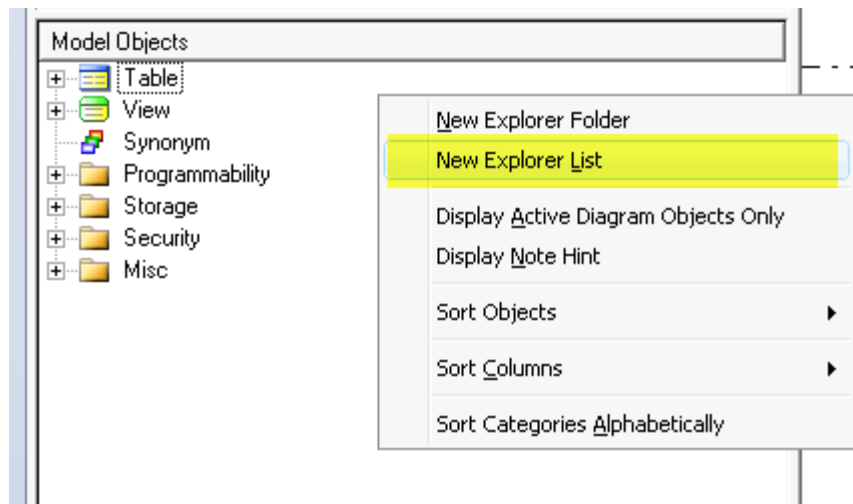 Model Objects
Table
View
Synonym
Programmability
Storage
Security
Misc
New Explorer Folder
New Explorer List
Display Active Diagram Objects Only
Display Note Hint
Sort Objects
Sort Columns
Sort Categories Alphabetically